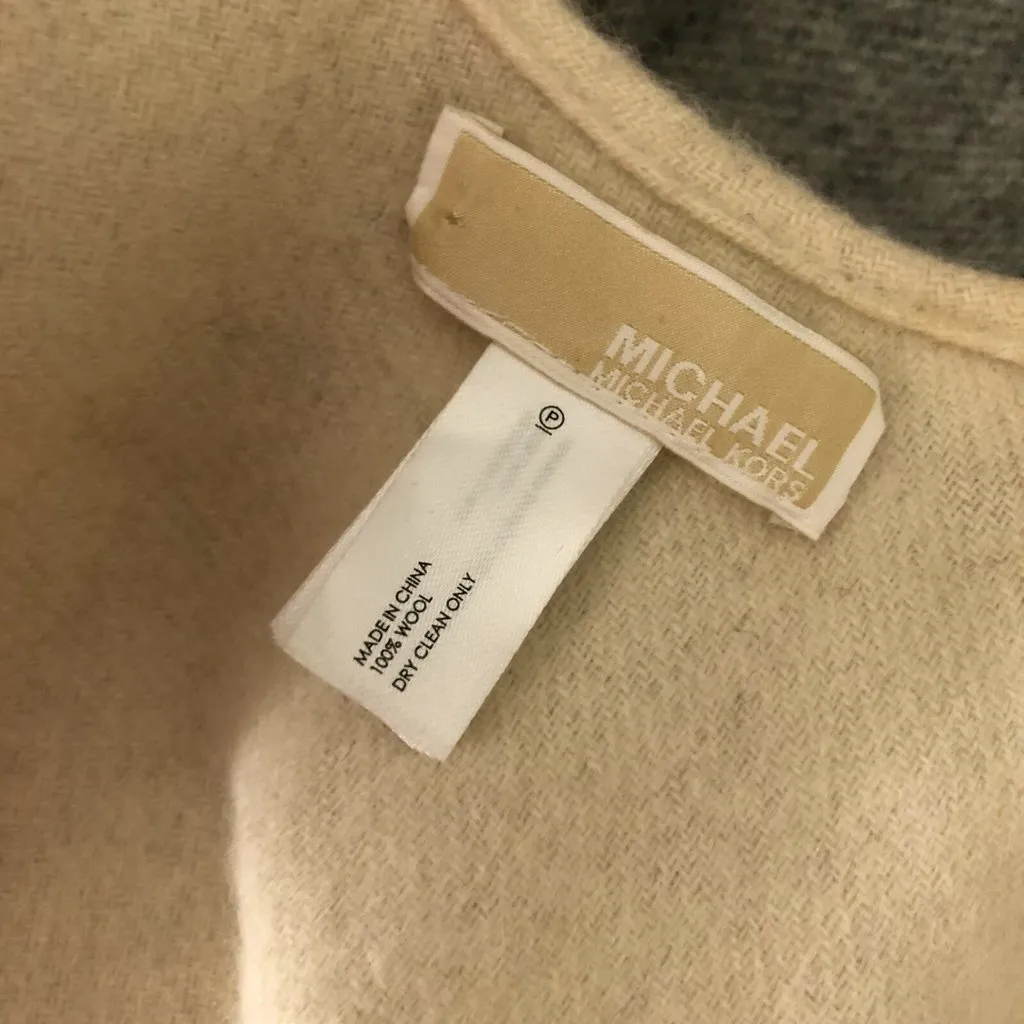 MICHAEL
MICHAEL KORS
P
MADE IN CHINA
100% WOOL
DRY CLEAN ONLY